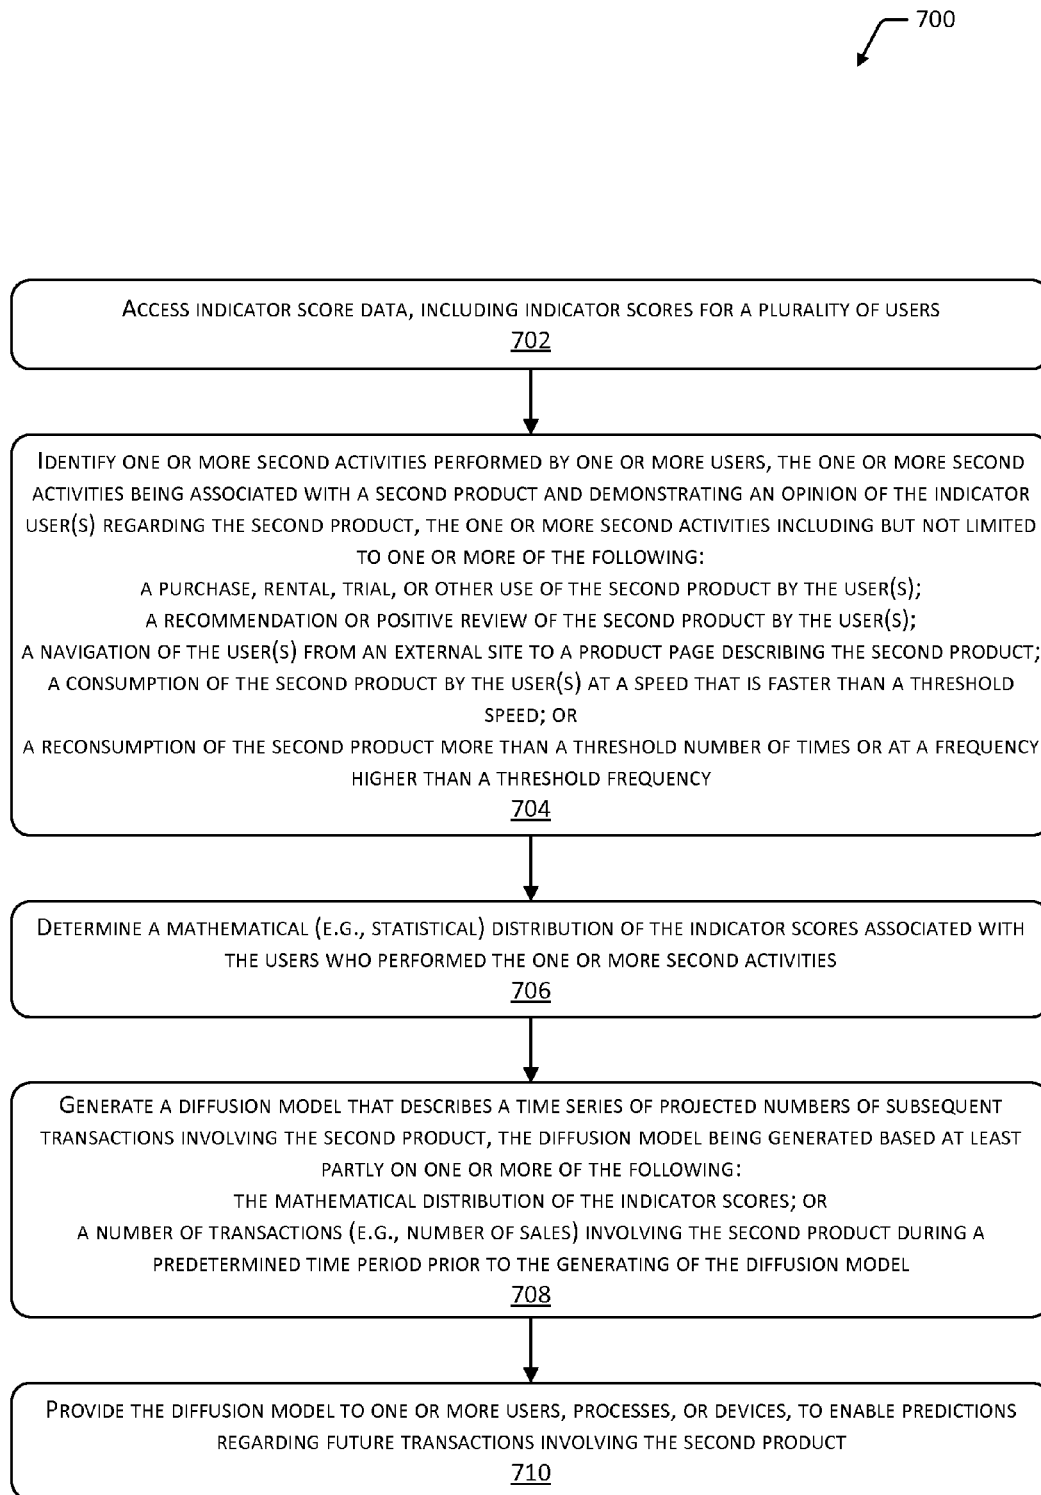 700
ACCESS INDICATOR SCORE DATA, INCLUDING INDICATOR SCORES FOR A PLURALITY OF USERS
702
IDENTIFY ONE OR MORE SECOND ACTIVITIES PERFORMED BY ONE OR MORE USERS, THE ONE OR MORE SECOND
ACTIVITIES BEING ASSOCIATED WITH A SECOND PRODUCT AND DEMONSTRATING AN OPINION OF THE INDICATOR
USER(S) REGARDING THE SECOND PRODUCT, THE ONE OR MORE SECOND ACTIVITIES INCLUDING BUT NOT LIMITED
TO ONE OR MORE OF THE FOLLOWING:
A PURCHASE, RENTAL, TRIAL, OR OTHER USE OF THE SECOND PRODUCT BY THE USER(S);
A RECOMMENDATION OR POSITIVE REVIEW OF THE SECOND PRODUCT BY THE USER(S);
A NAVIGATION OF THE USER(S) FROM AN EXTERNAL SITE TO A PRODUCT PAGE DESCRIBING THE SECOND PRODUCT;
A CONSUMPTION OF THE SECOND PRODUCT BY THE USER(S) AT A SPEED THAT IS FASTER THAN A THRESHOLD
SPEED; OR
A RECONSUMPTION OF THE SECOND PRODUCT MORE THAN A THRESHOLD NUMBER OF TIMES OR AT A FREQUENCY
HIGHER THAN A THRESHOLD FREQUENCY
704
DETERMINE A MATHEMATICAL (E.G., STATISTICAL) DISTRIBUTION OF THE INDICATOR SCORES ASSOCIATED WITH
THE USERS WHO PERFORMED THE ONE OR MORE SECOND ACTIVITIES
706
GENERATE A DIFFUSION MODEL THAT DESCRIBES A TIME SERIES OF PROJECTED NUMBERS OF SUBSEQUENT
TRANSACTIONS INVOLVING THE SECOND PRODUCT, THE DIFFUSION MODEL BEING GENERATED BASED AT LEAST
PARTLY ON ONE OR MORE OF THE FOLLOWING:
THE MATHEMATICAL DISTRIBUTION OF THE INDICATOR SCORES; OR
A NUMBER OF TRANSACTIONS (E.G., NUMBER OF SALES) INVOLVING THE SECOND PRODUCT DURING A
PREDETERMINED TIME PERIOD PRIOR TO THE GENERATING OF THE DIFFUSION MODEL
708
PROVIDE THE DIFFUSION MODEL TO ONE OR MORE USERS, PROCESSES, OR DEVICES, TO ENABLE PREDICTIONS
REGARDING FUTURE TRANSACTIONS INVOLVING THE SECOND PRODUCT
710